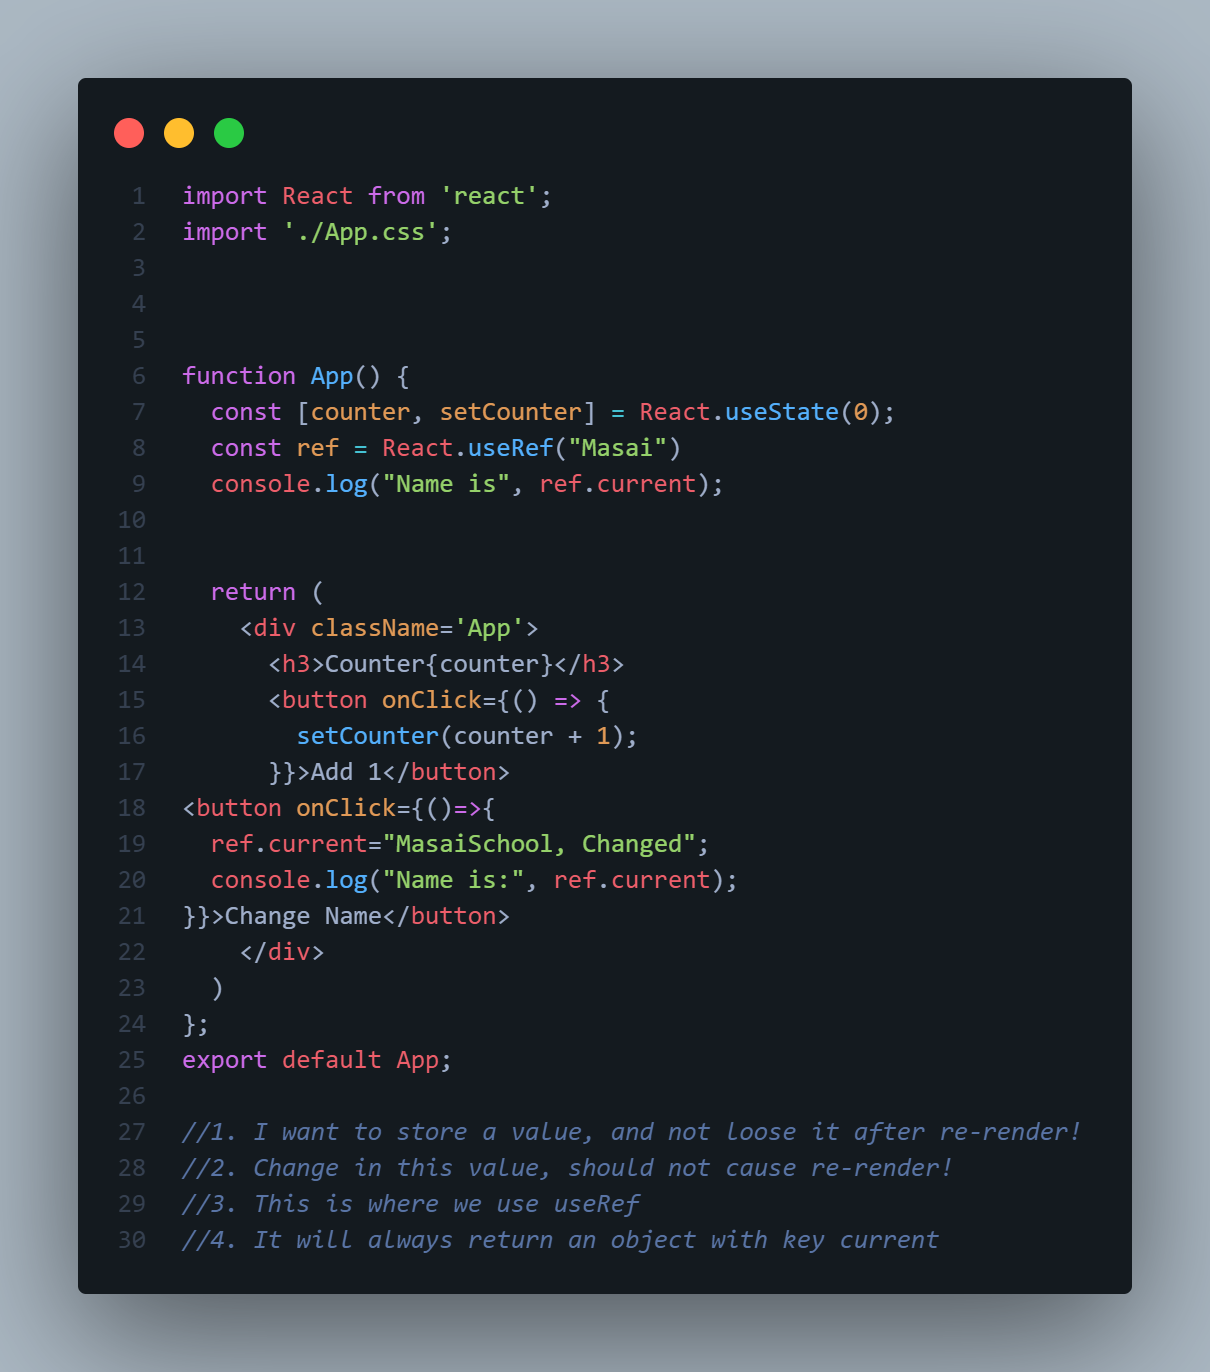 1 import React from 'react';
2 import './App.css';
3
4
5
6 function App() {
7   const [counter, setCounter] = React.useState(0);
8   const ref = React.useRef("Masai")
9   console.log("Name is", ref.current);
10
11
12   return (
13     <div className='App'>
14       <h3>Counter{counter}</h3>
15       <button onClick={() => {
16         setCounter(counter + 1);
17       }}>Add 1</button>
18 <button onClick={()=>{
19   ref.current="MasaiSchool, Changed";
20   console.log("Name is:", ref.current);
21 }}>Change Name</button>
22     </div>
23   )
24 };
25 export default App;
26
27 //1. I want to store a value, and not loose it after re-render!
28 //2. Change in this value, should not cause re-render!
29 //3. This is where we use useRef
30 //4. It will always return an object with key current